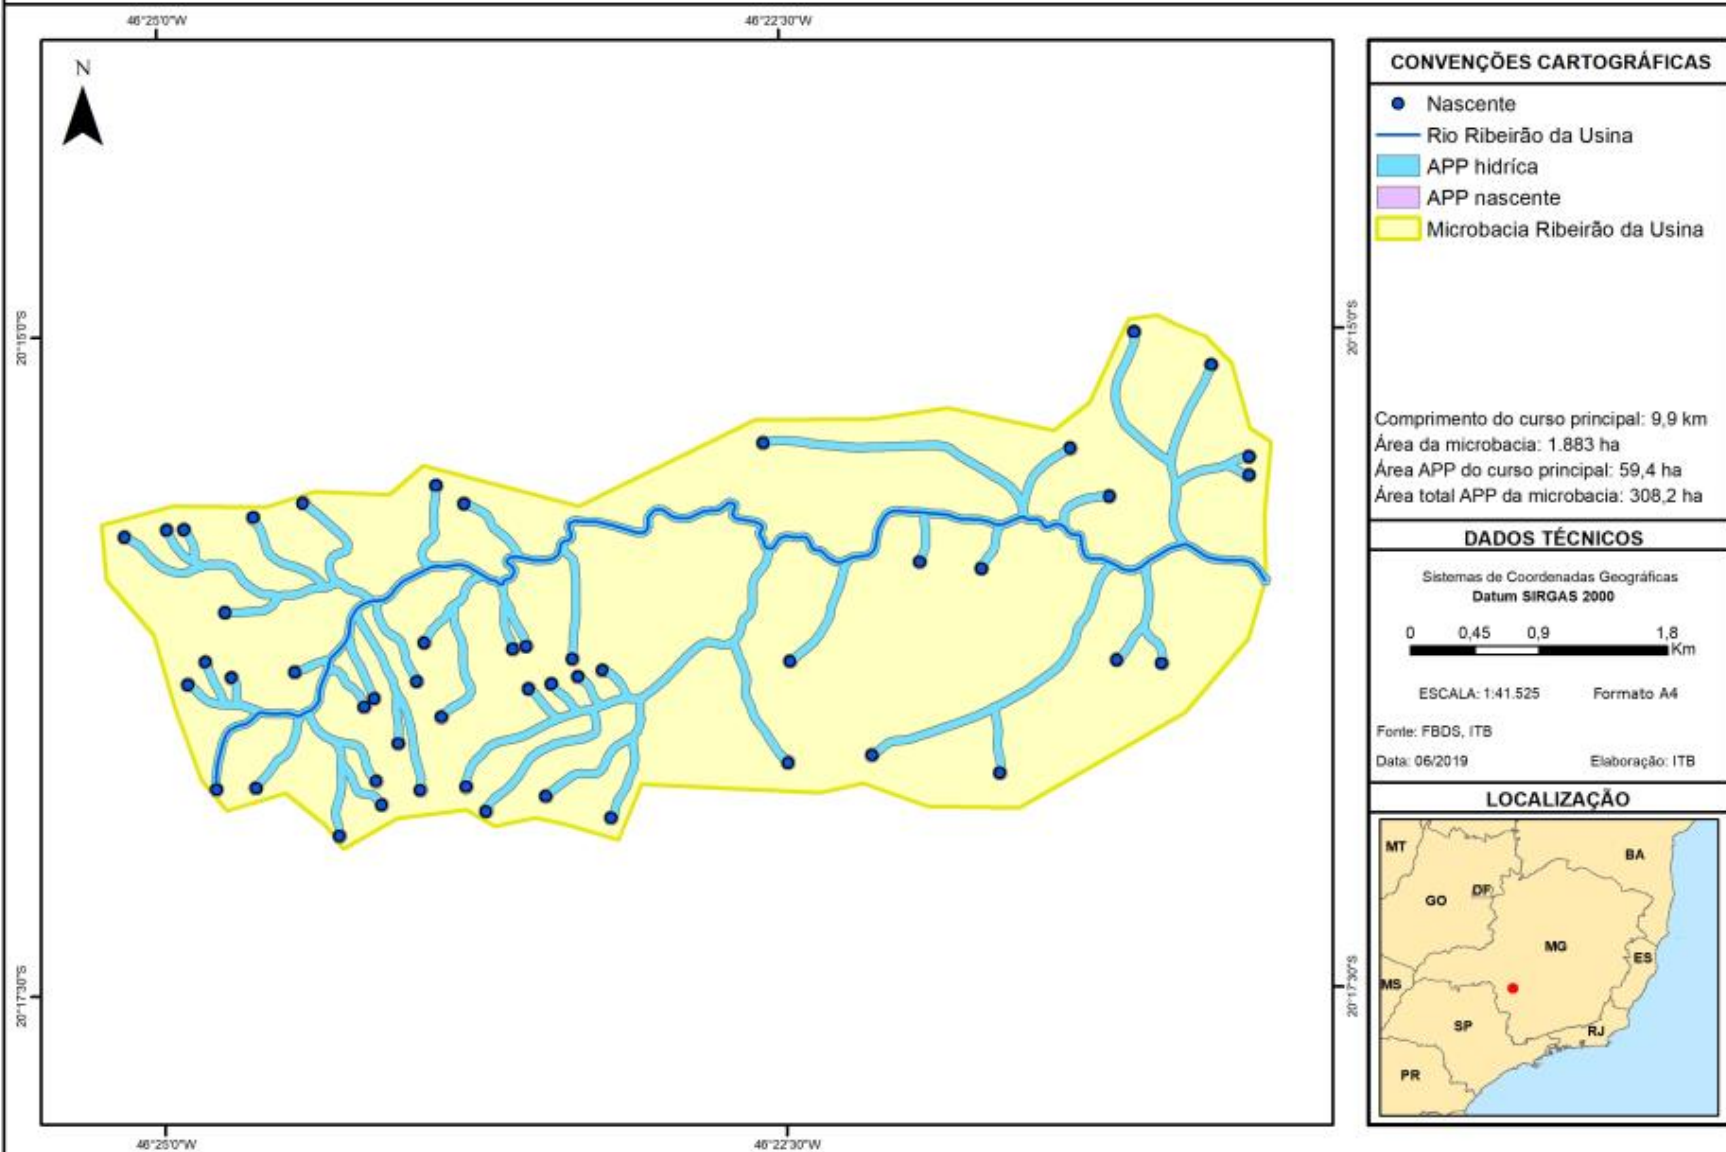 46°25'0"W
46°22'30"W
N
20°15'0"S
20°15'0"S
20°17'30"S
20°17'30"S
46°25'0"W
46°22'30"W
CONVENÇÕES CARTOGRÁFICAS
Nascente
Rio Ribeirão da Usina
APP hidríca
APP nascente
Microbacia Ribeirão da Usina
Comprimento do curso principal: 9,9 km
Área da microbacia: 1.883 ha
Área APP do curso principal: 59,4 ha
Área total APP da microbacia: 308,2 ha
DADOS TÉCNICOS
Sistemas de Coordenadas Geográficas
Datum SIRGAS 2000
0 0,45 0,9 1,8
Km
ESCALA: 1:41.525 Formato A4
Fonte: FBDS, ITB
Data: 06/2019 Elaboração: ITB
LOCALIZAÇÃO
MT
BA
DF
GO
MG
ES
MS
SP
RJ
PR